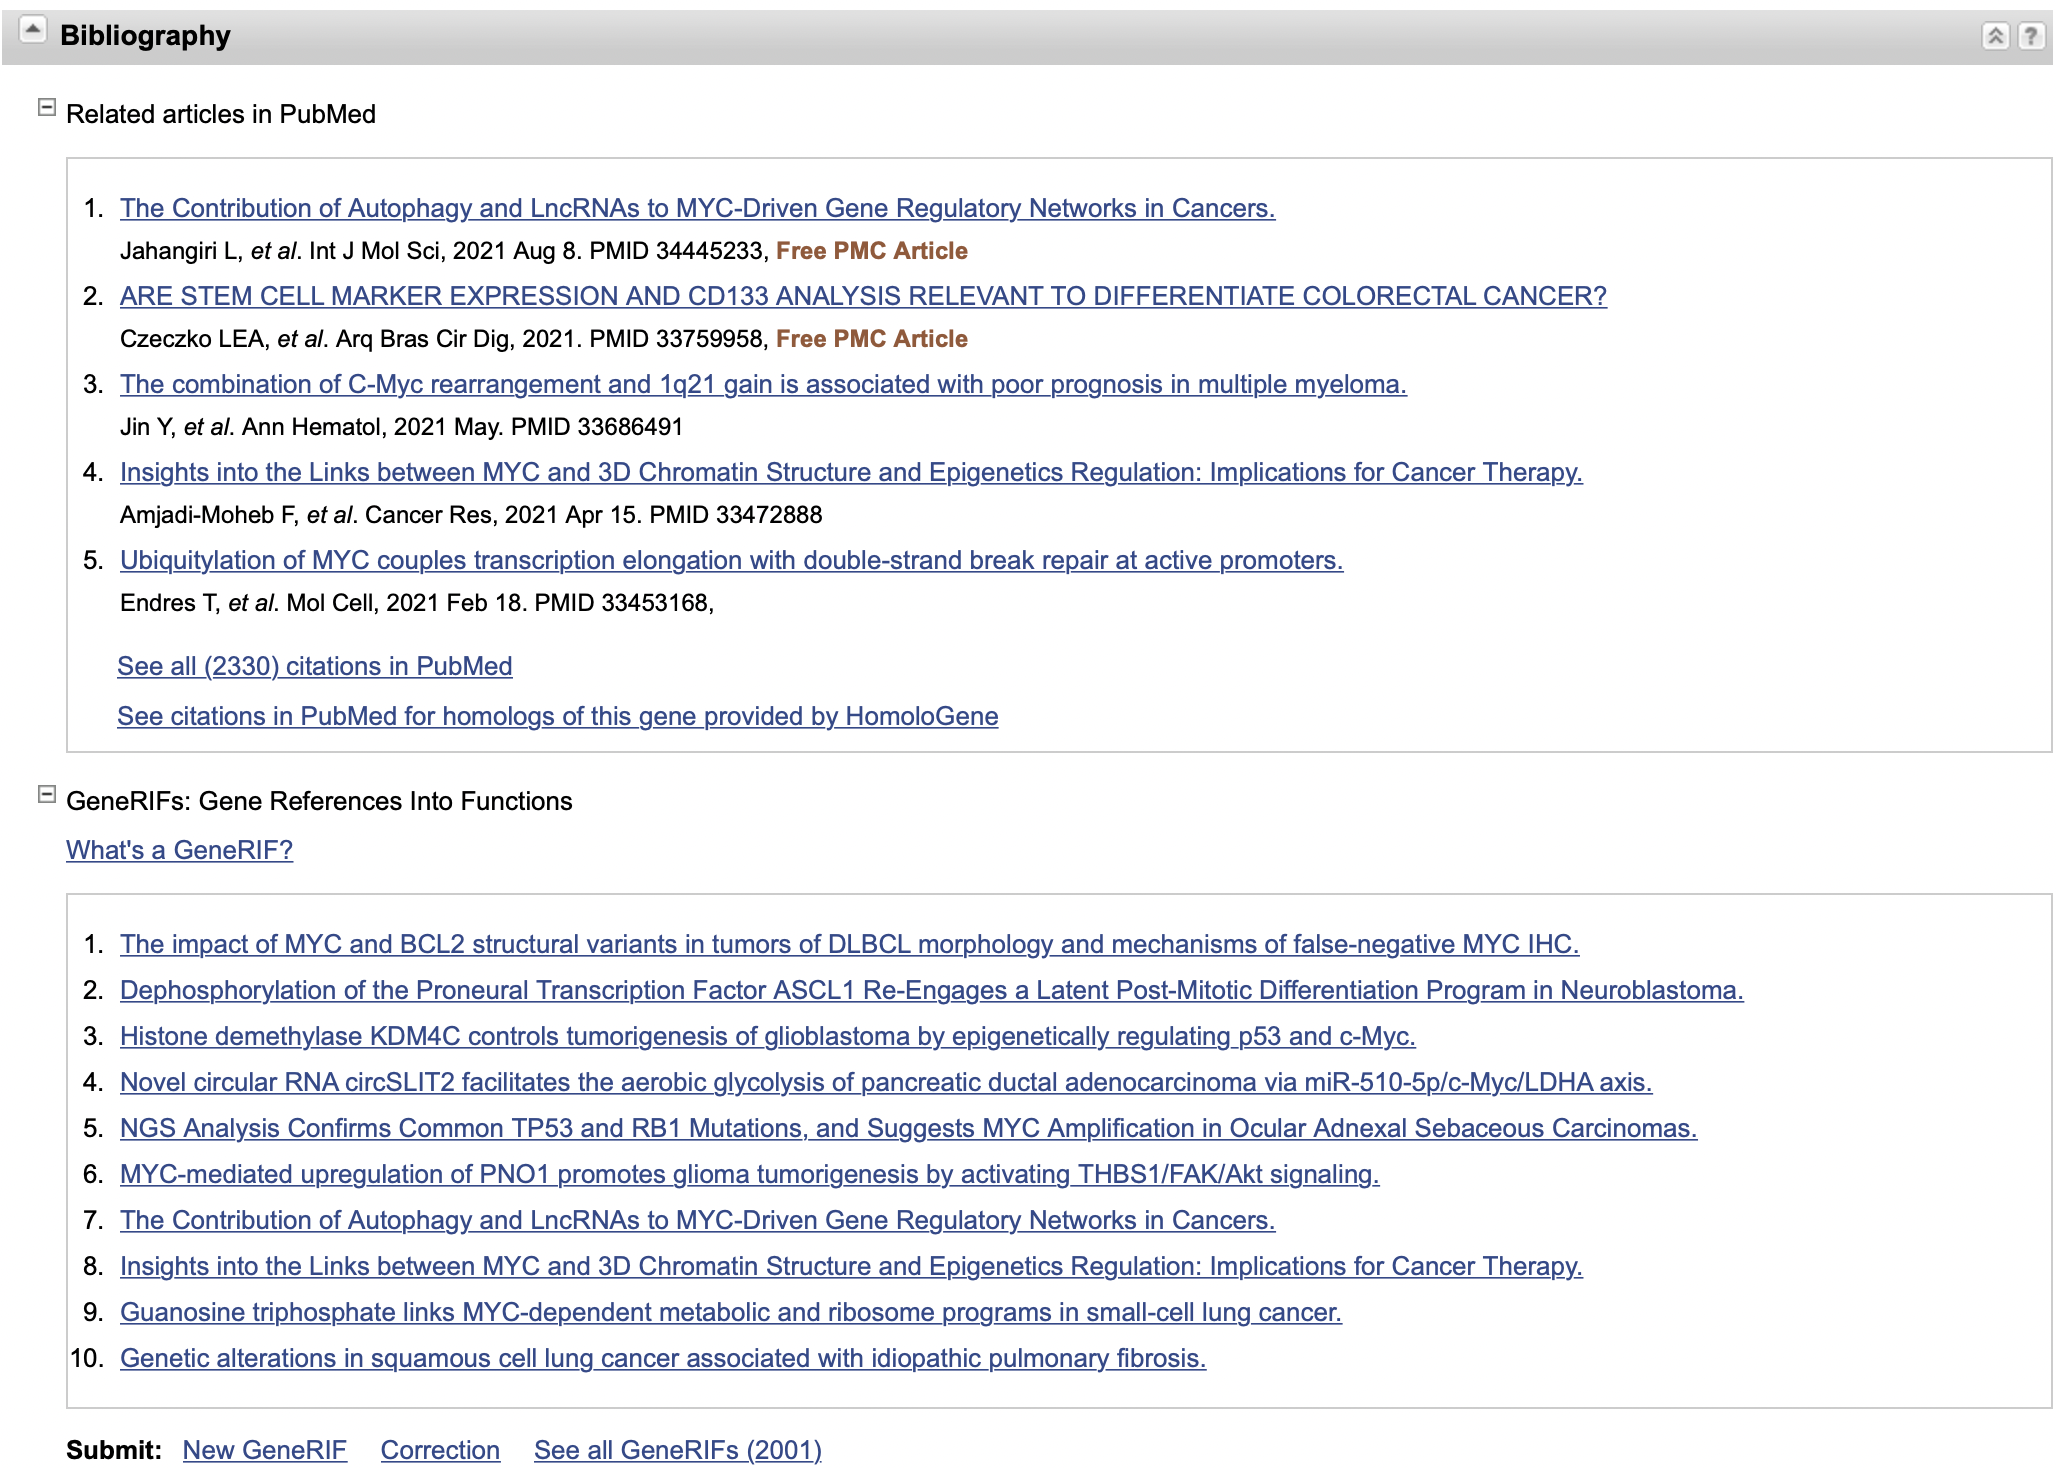 Bibliography
?
Related articles in PubMed
1. The Contribution of Autophagy and LncRNAs to MYC-Driven Gene Regulatory Networks in Cancers.
Jahangiri L, et al. Int J Mol Sci, 2021 Aug 8. PMID 34445233, Free PMC Article
2. ARE STEM CELL MARKER EXPRESSION AND CD133 ANALYSIS RELEVANT TO DIFFERENTIATE COLORECTAL CANCER?
Czeczko LEA, et al. Arq Bras Cir Dig, 2021. PMID 33759958, Free PMC Article
3. The combination of C-Myc rearrangement and 1q21 gain is associated with poor prognosis in multiple myeloma.
Jin Y, et al. Ann Hematol, 2021 May. PMID 33686491
4. Insights into the Links between MYC and 3D Chromatin Structure and Epigenetics Regulation: Implications for Cancer Therapy.
Amjadi-Moheb F, et al. Cancer Res, 2021 Apr 15. PMID 33472888
5. Ubiquitylation of MYC couples transcription elongation with double-strand break repair at active promoters.
Endres T, et al. Mol Cell, 2021 Feb 18. PMID 33453168,
See all (2330) citations in PubMed
See citations in PubMed for homologs of this gene provided by HomoloGene
GeneRIFs: Gene References Into Functions
What's a GeneRIF?
1. The impact of MYC and BCL2 structural variants in tumors of DLBCL morphology and mechanisms of false-negative MYC IHC.
2. Dephosphorylation of the Proneural Transcription Factor ASCL1 Re-Engages a Latent Post-Mitotic Differentiation Program in Neuroblastoma.
3. Histone demethylase KDM4C controls tumorigenesis of glioblastoma by epigenetically regulating p53 and c-Myc.
4. Novel circular RNA circSLIT2 facilitates the aerobic glycolysis of pancreatic ductal adenocarcinoma via miR-510-5p/c-Myc/LDHA axis.
5. NGS Analysis Confirms Common TP53 and RB1 Mutations, and Suggests MYC Amplification in Ocular Adnexal Sebaceous Carcinomas.
6. MYC-mediated upregulation of PNO1 promotes glioma tumorigenesis by activating THBS1/FAK/Akt signaling.
7. The Contribution of Autophagy and LncRNAs to MYC-Driven Gene Regulatory Networks in Cancers.
8. Insights into the Links between MYC and 3D Chromatin Structure and Epigenetics Regulation: Implications for Cancer Therapy.
9. Guanosine triphosphate links MYC-dependent metabolic and ribosome programs in small-cell lung cancer.
10. Genetic alterations in squamous cell lung cancer associated with idiopathic pulmonary fibrosis.
Submit: New GeneRIF Correction See all GeneRIFs (2001)